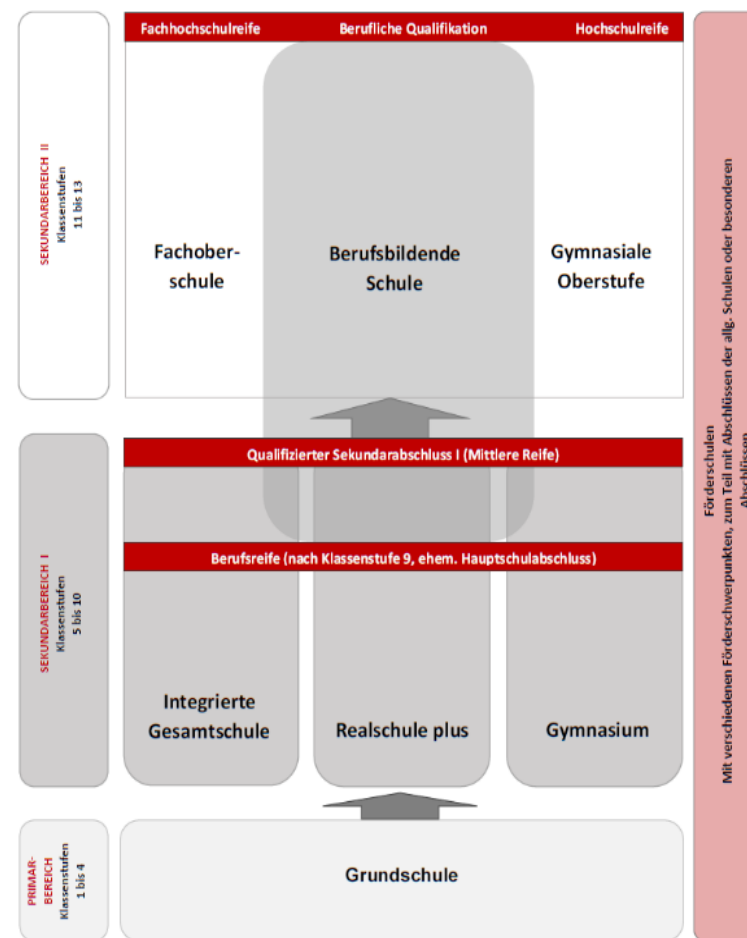 Fachhochschulreife Berufliche Qualifikation Hochschulreife
SEKUNDARBEREICH II
Klassenstufen
11 bis 13
Fachober-
schule
Berufsbildende
Schule
Gymnasiale
Oberstufe
Qualifizierter Sekundarabschluss I (Mittlere Reife)
Berufsreife (nach Klassenstufe 9, ehem. Hauptschulabschluss)
SEKUNDARBEREICH I
Klassenstufen
5 bis 10
Integrierte
Gesamtschule
Realschule plus
Gymnasium
PRIMAR-
BEREICH
Klassenstufen
1 bis 4
Grundschule
Förderschulen
Mit verschiedenen Förderschwerpunkten, zum Teil mit Abschlüssen der allg. Schulen oder besonderen
Abschlüssen